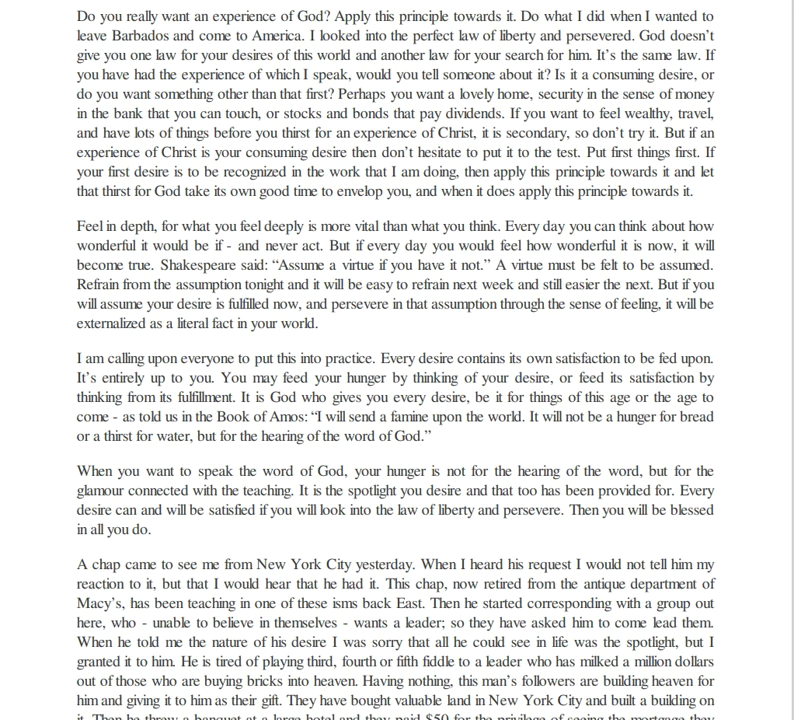 Do you really want an experience of God? Apply this principle towards it. Do what I did when I wanted to
leave Barbados and come to America. I looked into the perfect law of liberty and persevered. God doesn't
give you one law for your desires of this world and another law for your search for him. It's the same law. If
you have had the experience of which I speak, would you tell someone about it? Is it a consuming desire, or
do you want something other than that first? Perhaps you want a lovely home, security in the sense of money
in the bank that you can touch, or stocks and bonds that pay dividends. If you want to feel wealthy, travel,
and have lots of things before you thirst for an experience of Christ, it is secondary, so don't try it. But if an
experience of Christ is your consuming desire then don't hesitate to put it to the test. Put first things first. If
your first desire is to be recognized in the work that I am doing, then apply this principle towards it and let
that thirst for God take its own good time to envelop you, and when it does apply this principle towards it.
Feel in depth, for what you feel deeply is more vital than what you think. Every day you can think about how
wonderful it would be if - and never act. But if every day you would feel how wonderful it is now, it will
become true. Shakespeare said: “Assume a virtue if you have it not.” A virtue must be felt to be assumed.
Refrain from the assumption tonight and it will be easy to refrain next week and still easier the next. But if you
will assume your desire is fulfilled now, and persevere in that assumption through the sense of feeling, it will be
externalized as a literal fact in your world.
I am calling upon everyone to put this into practice. Every desire contains its own satisfaction to be fed upon.
It's entirely up to you. You may feed your hunger by thinking of your desire, or feed its satisfaction by
thinking from its fulfillment. It is God who gives you every desire, be it for things of this age or the age to
come - as told us in the Book of Amos: “I will send a famine upon the world. It will not be a hunger for bread
or a thirst for water, but for the hearing of the word of God.”
When you want to speak the word of God, your hunger is not for the hearing of the word, but for the
glamour connected with the teaching. It is the spotlight you desire and that too has been provided for. Every
desire can and will be satisfied if you will look into the law of liberty and persevere. Then you will be blessed
in all you do.
A chap came to see me from New York City yesterday. When I heard his request I would not tell him my
reaction to it, but that I would hear that he had it. This chap, now retired from the antique department of
Macy's, has been teaching in one of these isms back East. Then he started corresponding with a group out
here, who - unable to believe in themselves - wants a leader; so they have asked him to come lead them.
When he told me the nature of his desire I was sorry that all he could see in life was the spotlight, but I
granted it to him. He is tired of playing third, fourth or fifth fiddle to a leader who has milked a million dollars
out of those who are buying bricks into heaven. Having nothing, this man's followers are building heaven for
him and giving it to him as their gift. They have bought valuable land in New York City and built a building on
it. Then he threw a banquet at a large hotel and they paid $50 for the privilege of seeing the mortgage they